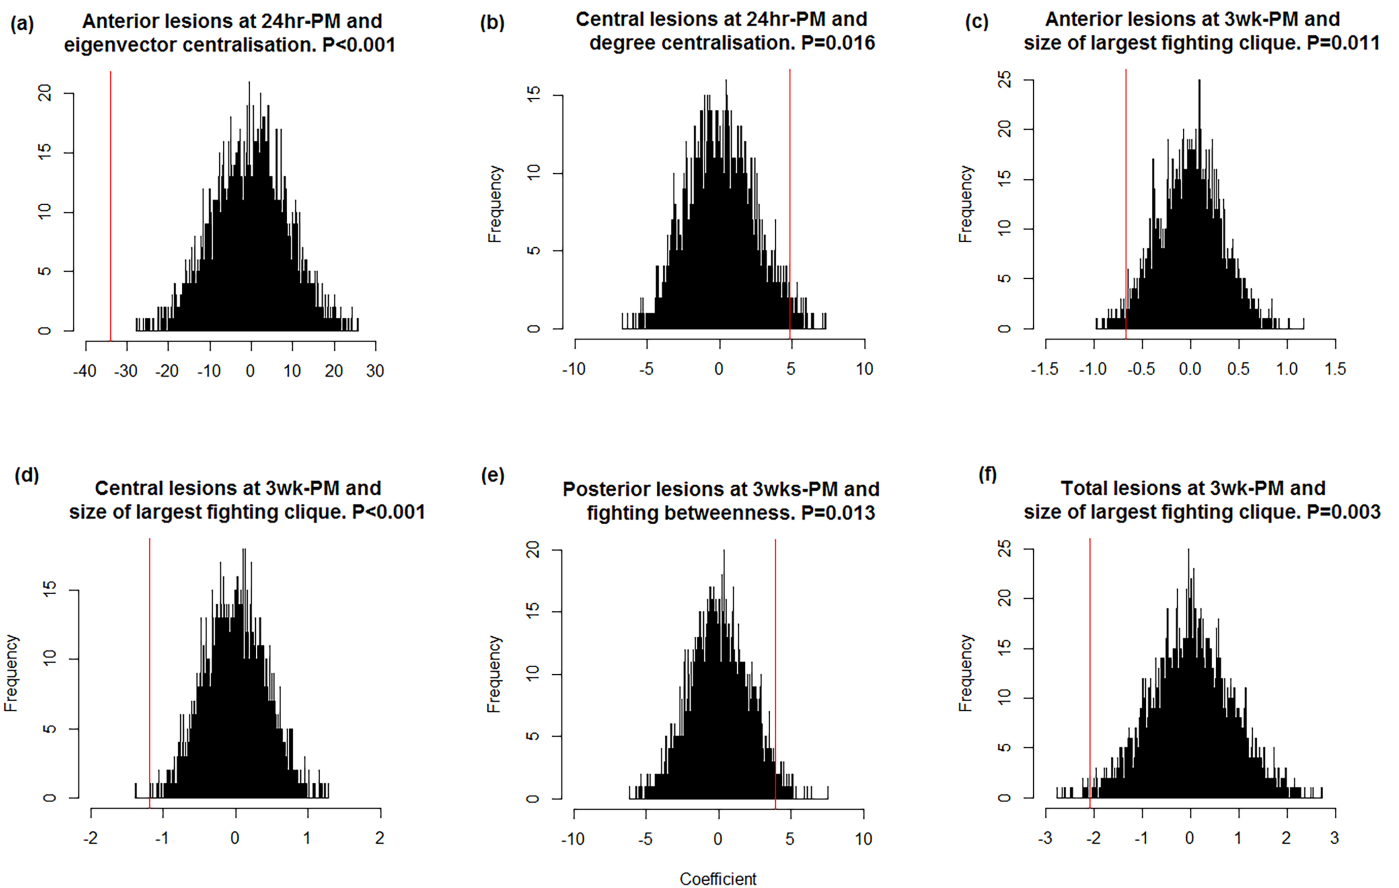 (a) Anterior lesions at 24hr-PM and
eigenvector centralisation. P<0.001
20
15
10
5
0
-40 -30 -20 -10 0 10 20 30
(b) Central lesions at 24hr-PM and
degree centralisation. P=0.016
Frequency
15
10
5
0
-10 -5 0 5 10
(c) Anterior lesions at 3wk-PM and
size of largest fighting clique. P=0.011
Frequency
25
20
15
10
5
0
-1.5 -1.0 -0.5 0.0 0.5 1.0 1.5
(d) Central lesions at 3wk-PM and
size of largest fighting clique. P<0.001
Frequency
15
10
5
0
-2 -1 0 1 2
(e) Posterior lesions at 3wks-PM and
fighting betweenness. P=0.013
Frequency
20
15
10
5
0
-10 -5 0 5 10
Coefficient
(f) Total lesions at 3wk-PM and
size of largest fighting clique. P=0.003
Frequency
25
20
15
10
5
0
-3 -2 -1 0 1 2 3